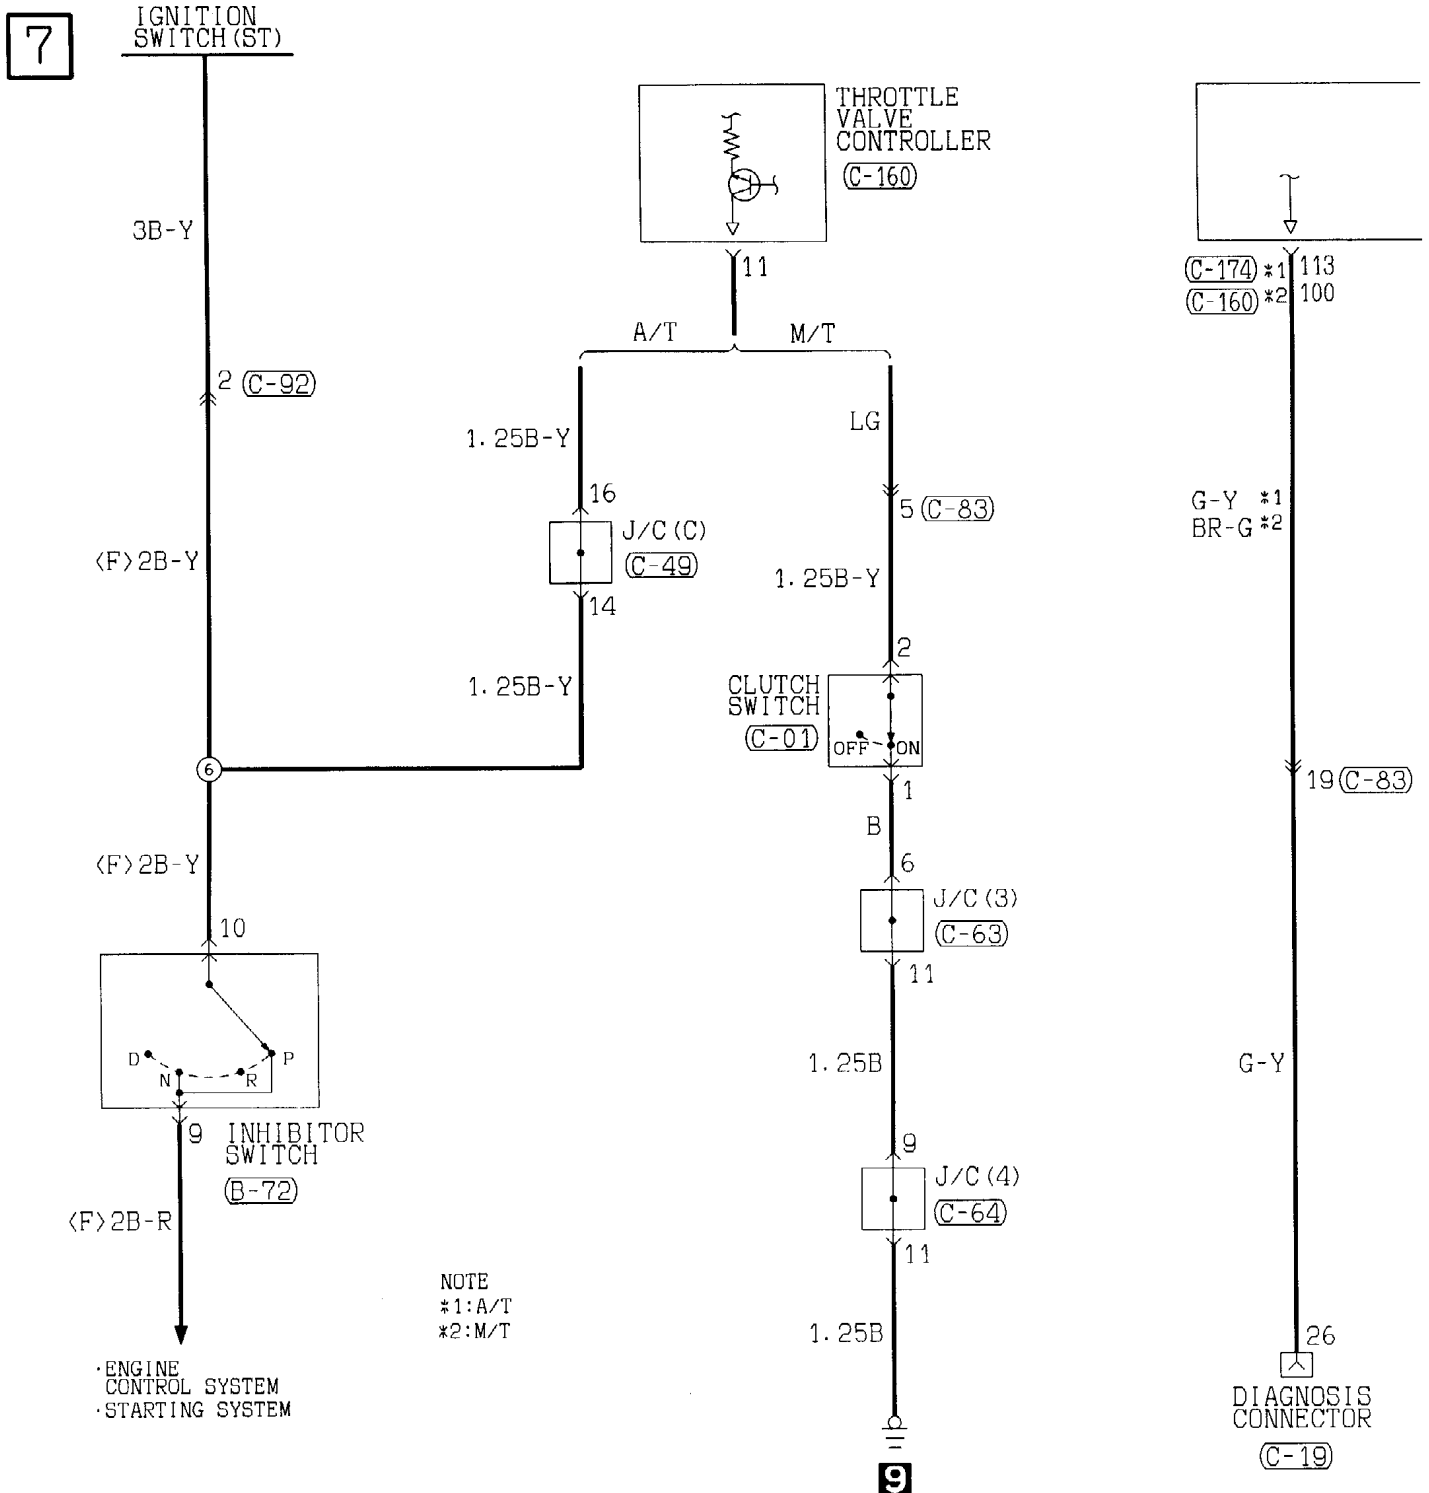 7
IGNITION
SWITCH(ST)
3B-Y
2 (C-92)
<F>2B-Y
6
<F>2B-Y
10
D
N
R
P
9
INHIBITOR
SWITCH
(B-72)
<F>2B-R
·ENGINE
CONTROL SYSTEM
·STARTING SYSTEM
THROTTLE
VALVE
CONTROLLER
(C-160)
11
A/T
M/T
1.25B-Y
16
J/C(C)
(C-49)
14
1.25B-Y
LG
5 (C-83)
1.25B-Y
2
CLUTCH
SWITCH
(C-01)
OFF
ON
1
B
6
J/C(3)
(C-63)
11
1.25B
9
J/C(4)
(C-64)
11
1.25B
9
NOTE
*1:A/T
*2:M/T
(C-174) *1 113
(C-160) *2 100
G-Y *1
BR-G *2
19 (C-83)
G-Y
26
DIAGNOSIS
CONNECTOR
(C-19)